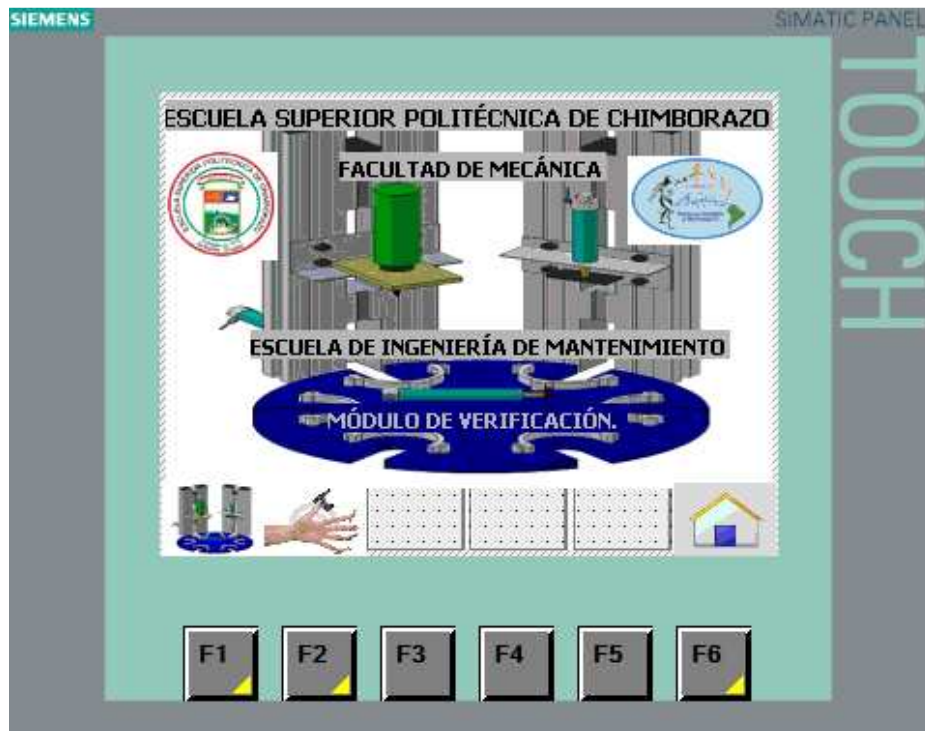 SIEMENS
SIMATIC PANEL
TOUCH
ESCUELA SUPERIOR POLITÉCNICA DE CHIMBORAZO
FACULTAD DE MECÁNICA
ESCUELA DE INGENIERÍA DE MANTENIMIENTO
MÓDULO DE VERIFICACIÓN.
F1 F2 F3 F4 F5 F6